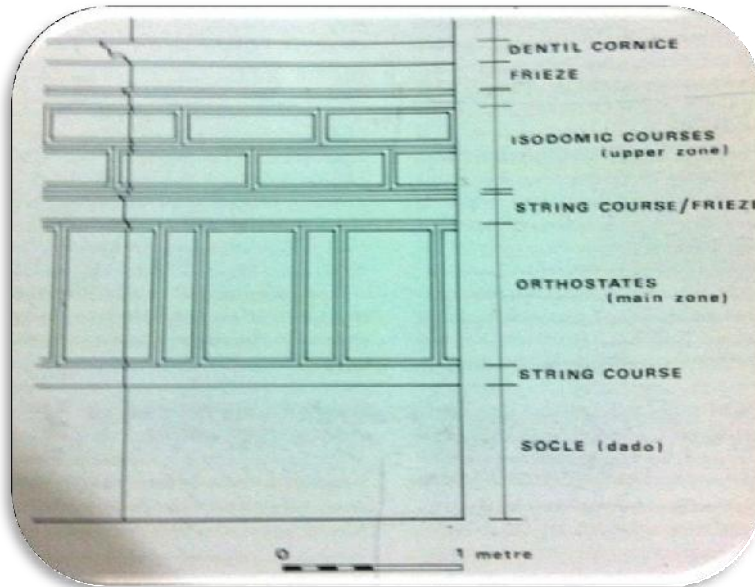 DENTIL CORNICE
FRIEZE
ISODOMIC COURSES
(upper zone)
STRING COURSE/FRIEZE
ORTHOSTATES
(main zone)
STRING COURSE
SOCLE (dado)
0 1 metre